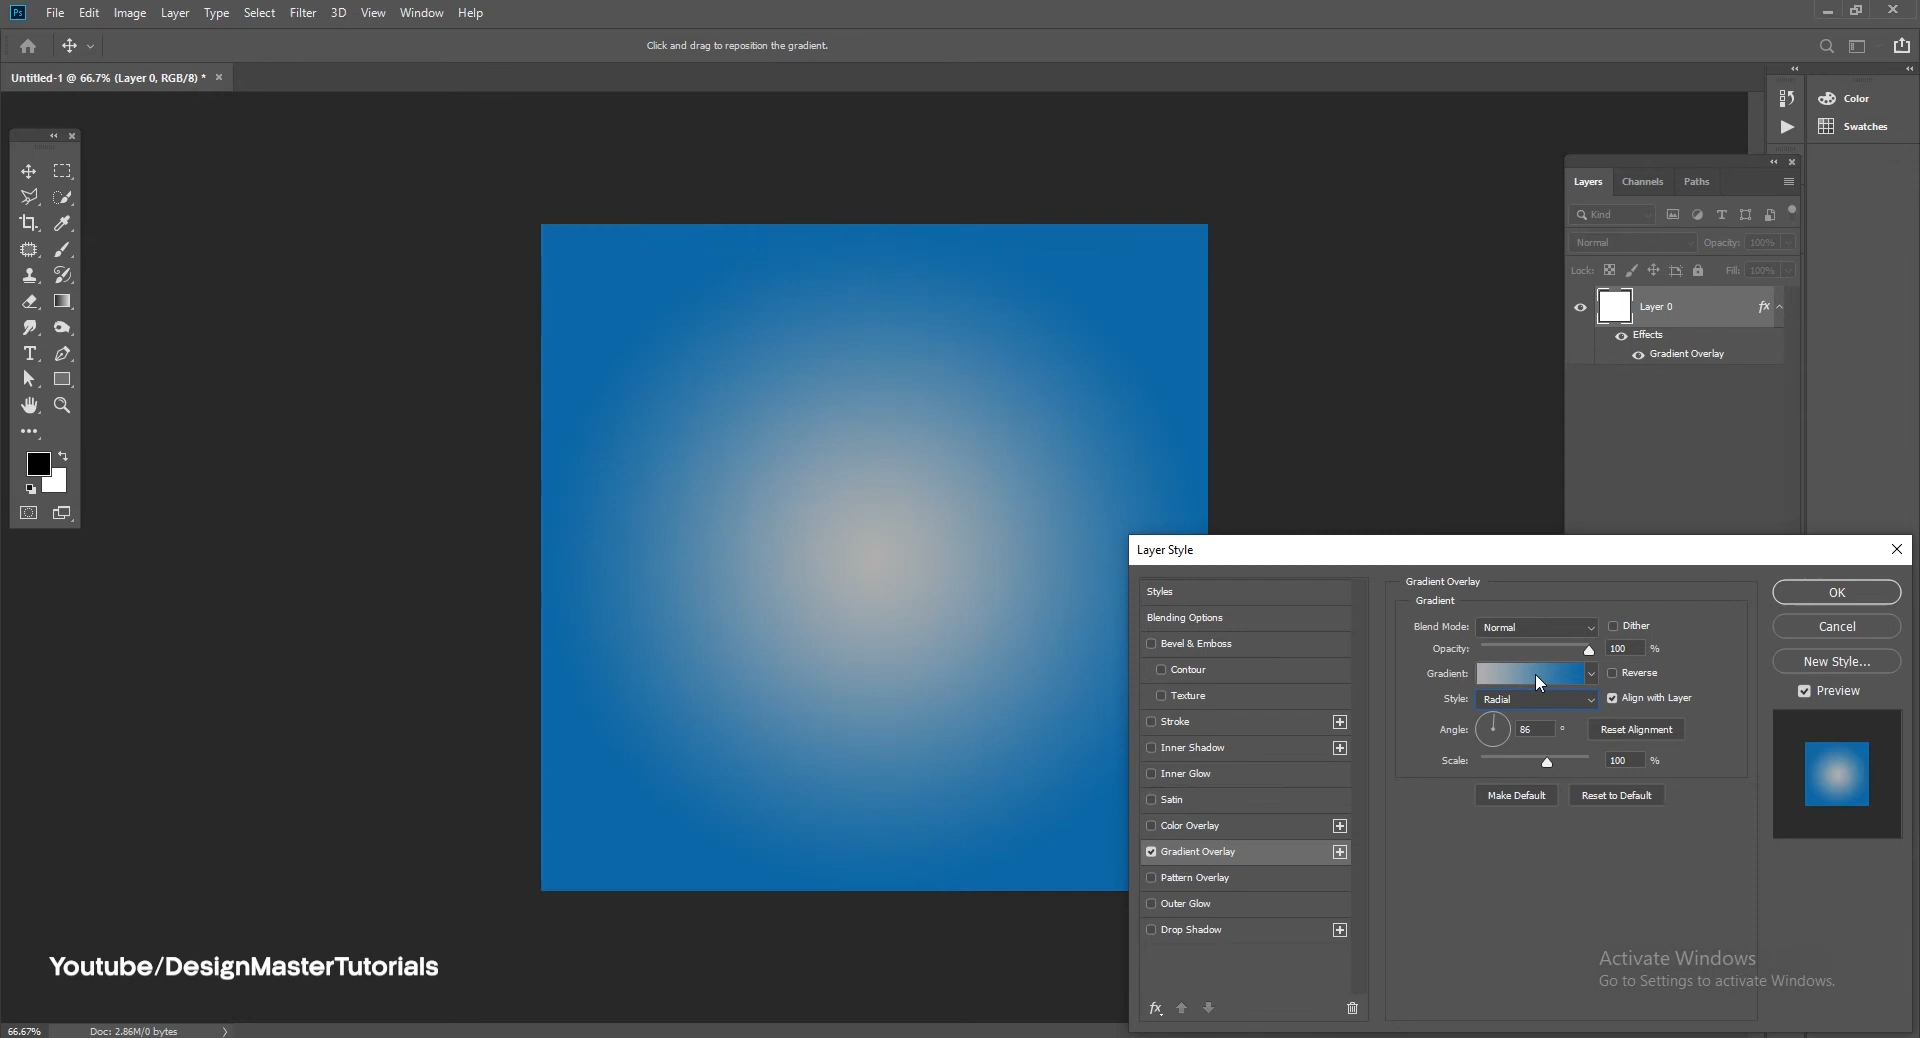 Ps File Edit Image Layer Type Select Filter 3D View Window Help
Click and drag to reposition the gradient.
Untitled-1 @ 66.7% (Layer 0, RGB/8) *
Color
Swatches
Layers Channels Paths
Kind
Normal Opacity: 100%
Lock: Fill: 100%
Layer 0 fx
Effects
Gradient Overlay
Layer Style
Styles
Blending Options
Bevel & Emboss
Contour
Texture
Stroke
Inner Shadow
Inner Glow
Satin
Color Overlay
Gradient Overlay
Pattern Overlay
Outer Glow
Drop Shadow
fx
Gradient Overlay
Gradient
Blend Mode: Normal Dither
Opacity: 100 %
Gradient: Reverse
Style: Radial Align with Layer
Angle: 86 ° Reset Alignment
Scale: 100 %
Make Default Reset to Default
OK
Cancel
New Style...
Preview
Activate Windows
Go to Settings to activate Windows.
Youtube/DesignMasterTutorials
66.67% Doc: 2.86M/0 bytes